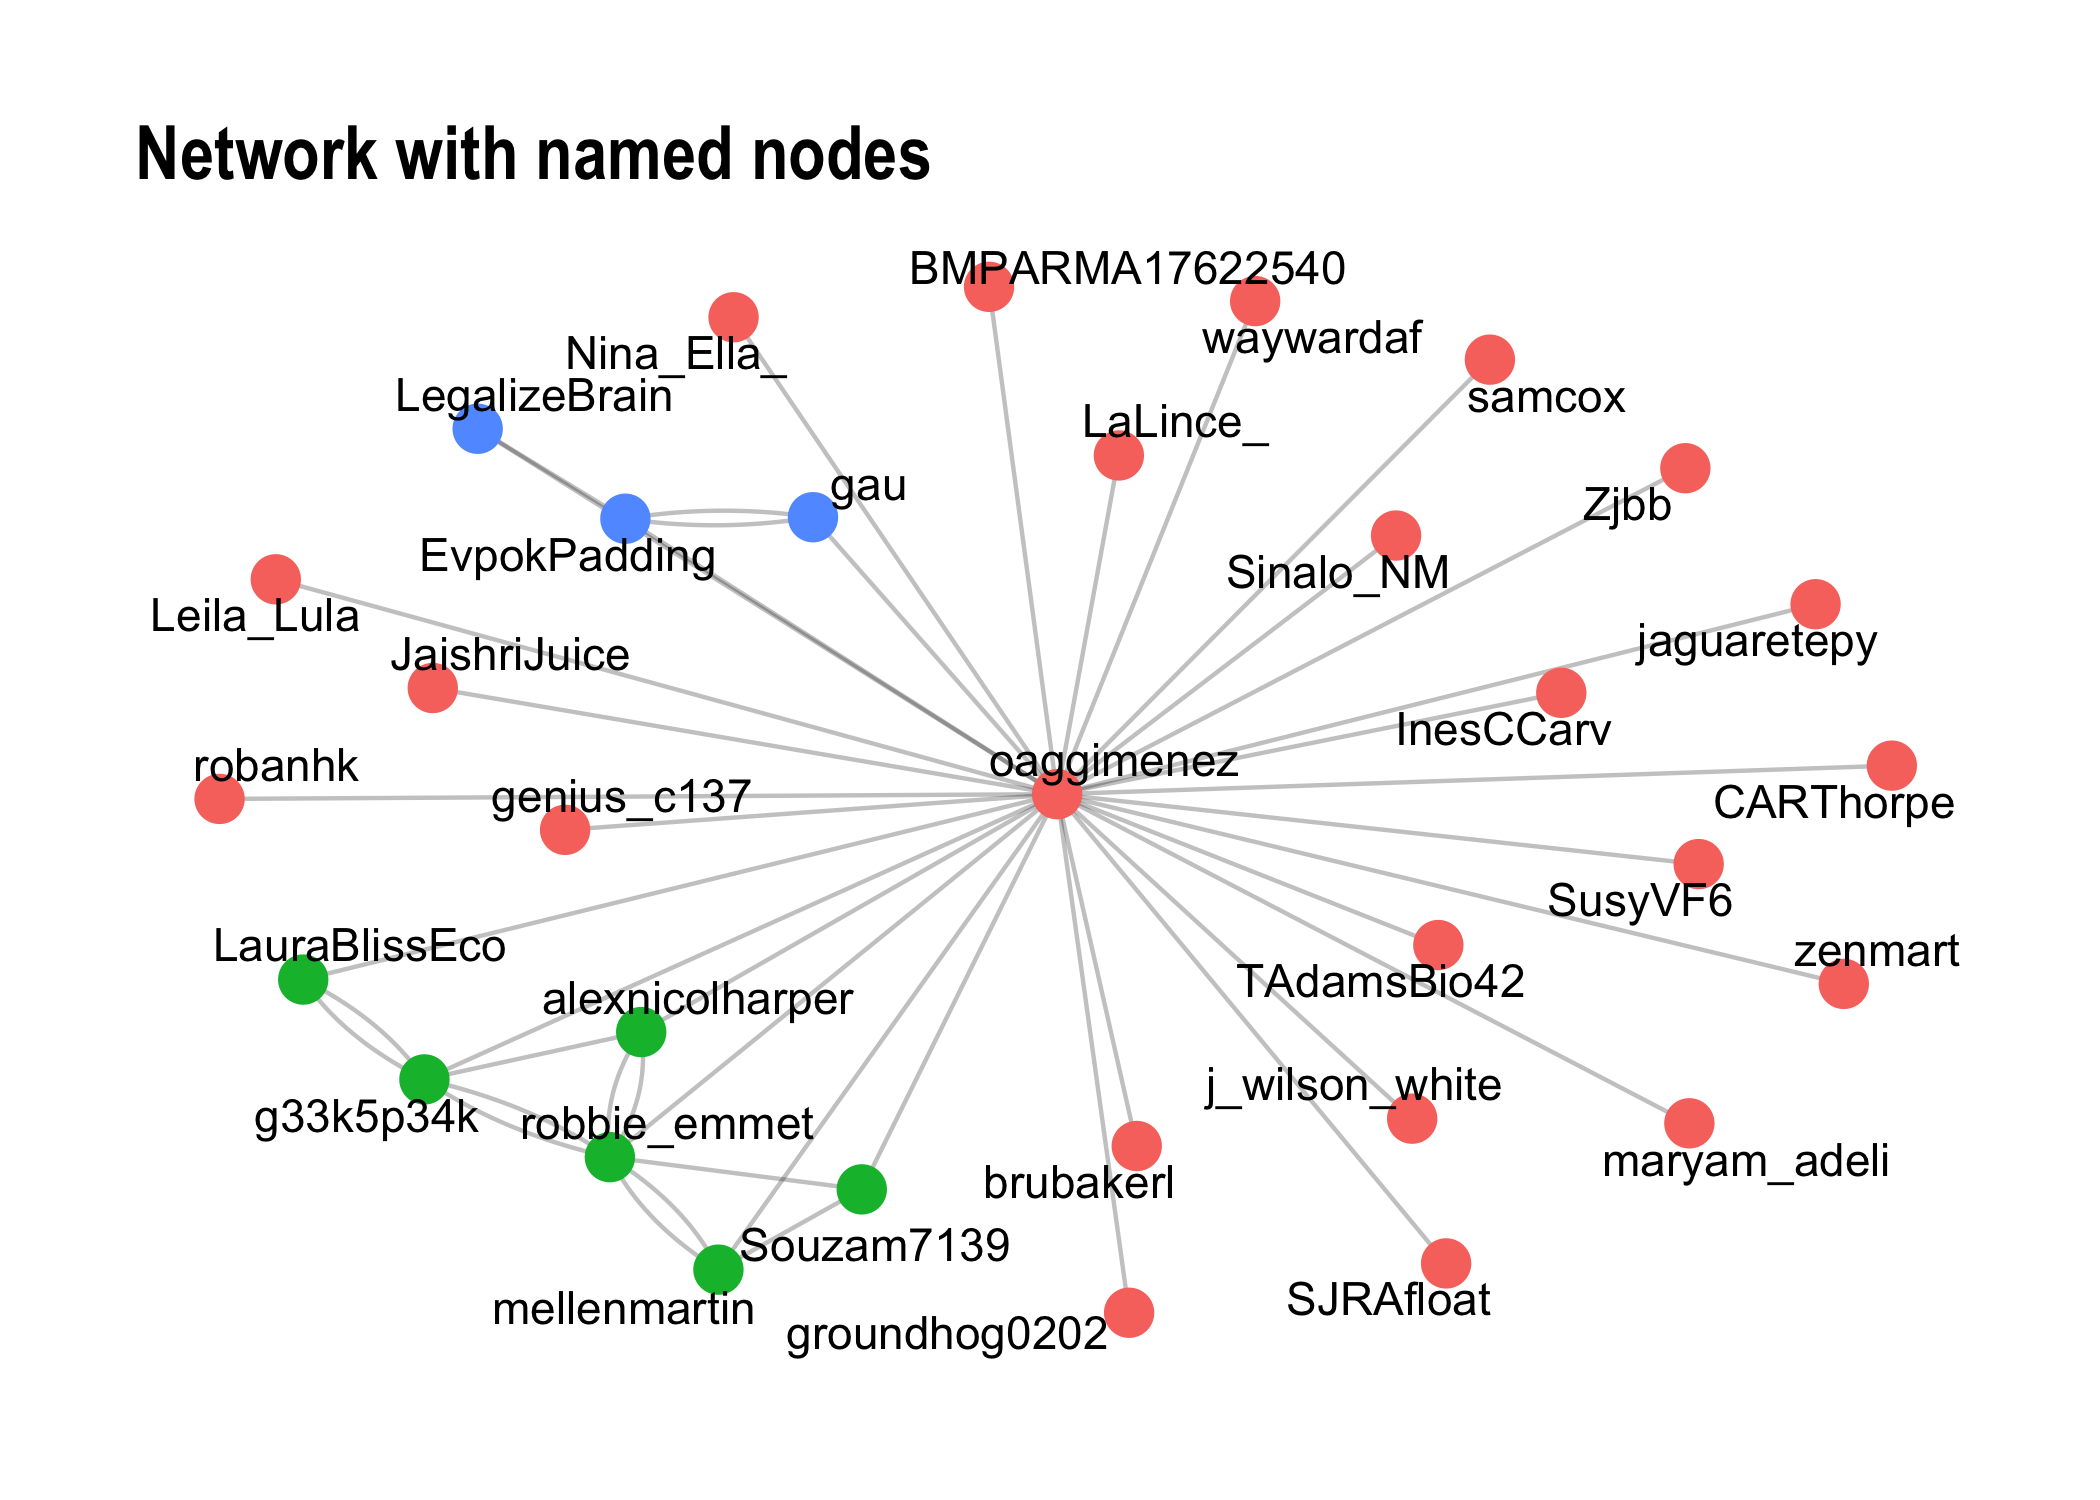 Network with named nodes
BMPARMA17622540
waywardaf
Nina_Ella_
LegalizeBrain
samcox
LaLince_
gau
Zjbb
EvpokPadding
Sinalo_NM
Leila_Lula
jaguaretepy
JaishriJuice
InesCCarv
oaggimenez
robanhk
genius_c137
CARThorpe
SusyVF6
LauraBlissEco
zenmart
TAdamsBio42
alexnicolharper
j_wilson_white
g33k5p34k
robbie_emmet
maryam_adeli
brubakerl
Souzam7139
mellenmartin
SJRAfloat
groundhog0202